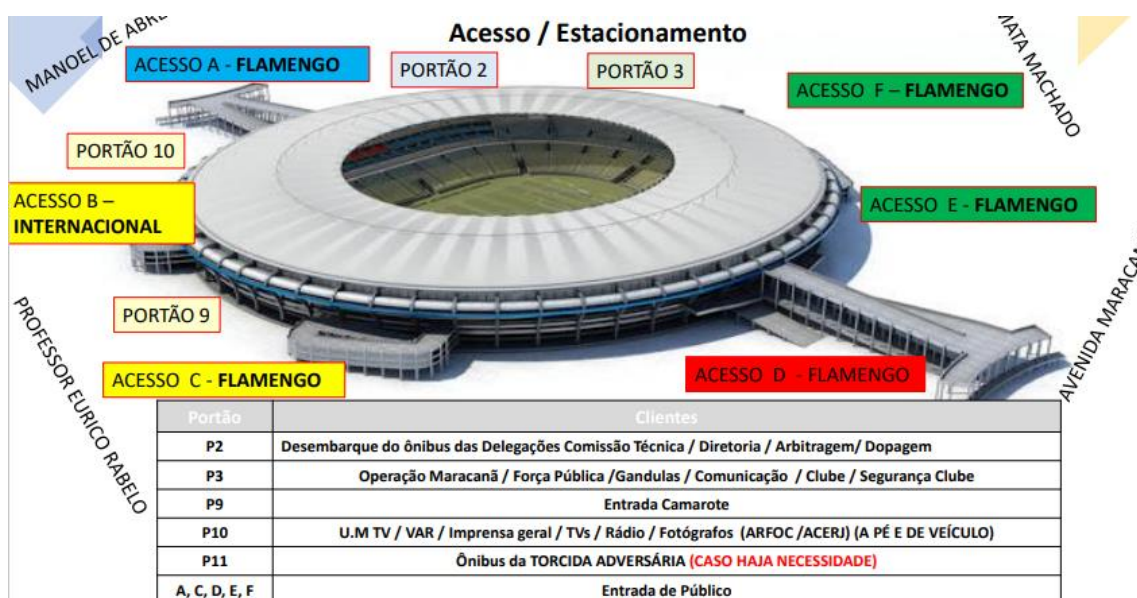 Acesso / Estacionamento
MANOEL DE ABRE
MATA MACHADO
ACESSO A - FLAMENGO
PORTÃO 2
PORTÃO 3
ACESSO F – FLAMENGO
PORTÃO 10
ACESSO B –
INTERNACIONAL
ACESSO E - FLAMENGO
PORTÃO 9
PROFESSOR EURICO RABELO
AVENIDA MARACAN
ACESSO C - FLAMENGO
ACESSO D - FLAMENGO
Portão Clientes
P2 Desembarque do ônibus das Delegações Comissão Técnica / Diretoria / Arbitragem/ Dopagem
P3 Operação Maracanã / Força Pública /Gandulas / Comunicação / Clube / Segurança Clube
P9 Entrada Camarote
P10 U.M TV / VAR / Imprensa geral / TVs / Rádio / Fotógrafos (ARFOC /ACERJ) (A PÉ E DE VEÍCULO)
P11 Ônibus da TORCIDA ADVERSÁRIA (CASO HAJA NECESSIDADE)
A, C, D, E, F Entrada de Público